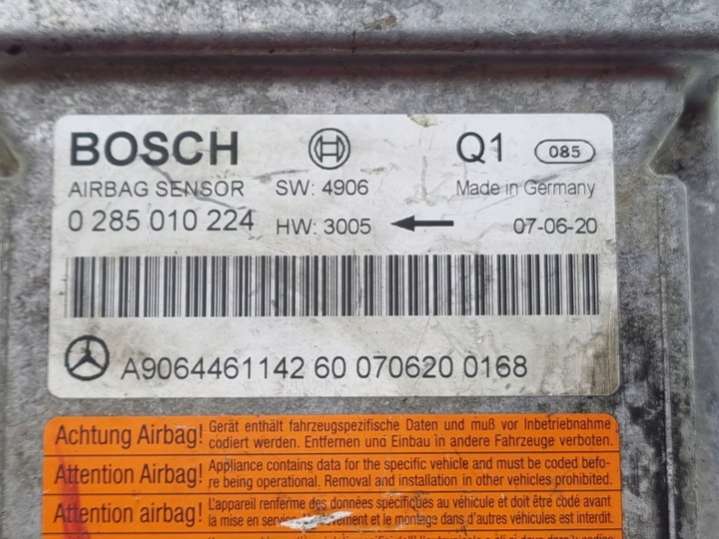 BOSCH Q1 085
AIRBAG SENSOR SW: 4906 Made in Germany
0 285 010 224 HW: 3005 07-06-20
A9064461142 60 070620 0168
Achtung Airbag! Gerät enthält fahrzeugspezifische Daten und muß vor Inbetriebnahme
codiert werden. Entfernen und Einbau in andere Fahrzeuge verboten.
Attention Airbag! Appliance contains data for the specific vehicle and must be coded befo-
re being operational. Removal and installation in other vehicles prohibited.
Attention airbag! L'appareil renferme des données spécifiques au véhicule et doit être codé avant
la mise en et le montage dans d'autres véhicules est interdit.